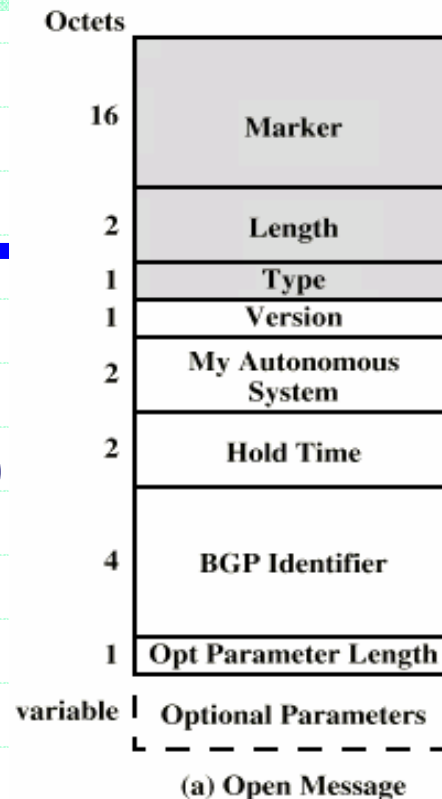 Octets
16 Marker
2 Length
1 Type
1 Version
2 My Autonomous
System
2 Hold Time
4 BGP Identifier
1 Opt Parameter Length
variable Optional Parameters
(a) Open Message